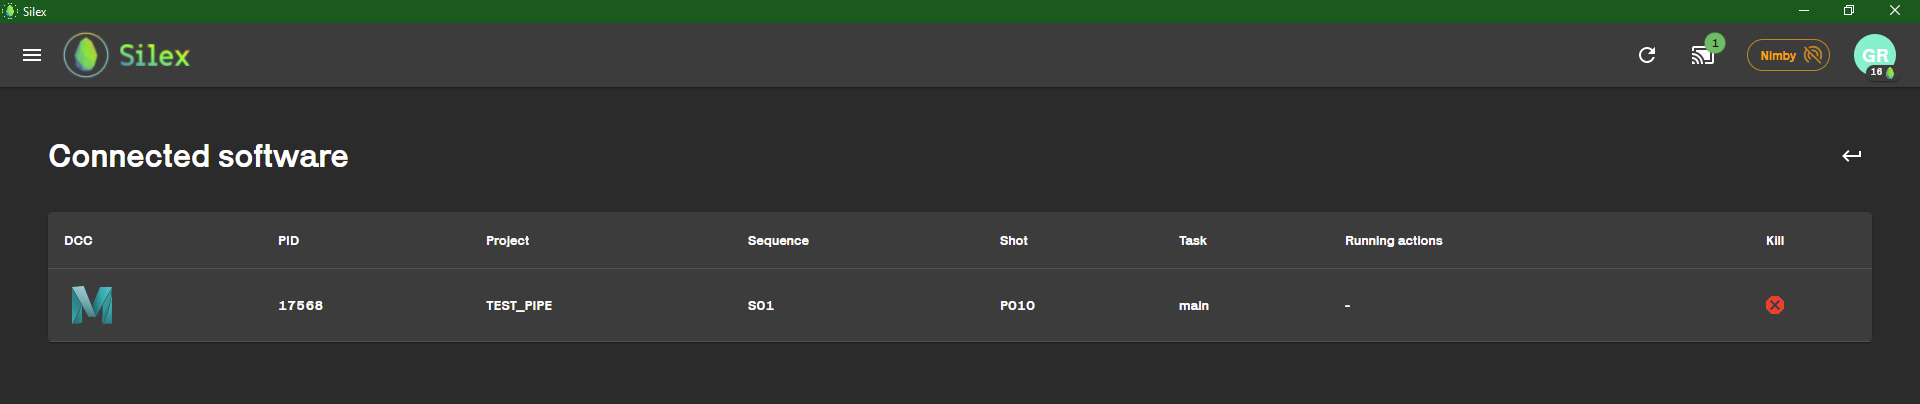 Silex
Silex
1
Nimby
GR
16
Connected software
DCC PID Project Sequence Shot Task Running actions Kill
M 17568 TEST_PIPE S01 P010 main -